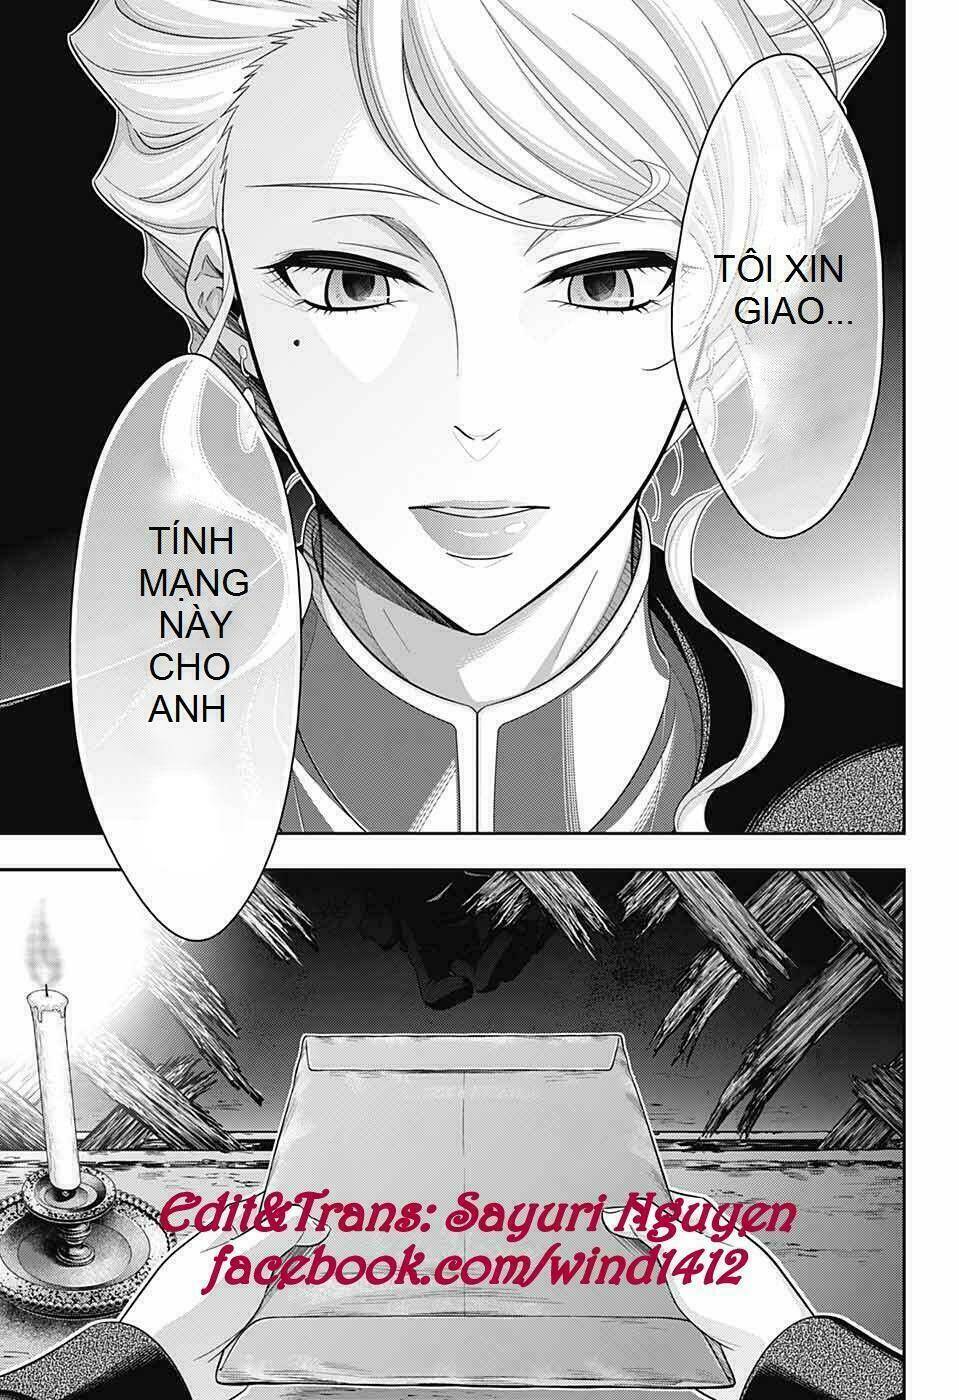 TÔI XIN
GIAO...
TÍNH
MẠNG
NÀY
CHO
ANH
Edit&Trans: Sayuri Nguyen
facebook.com/wind1412